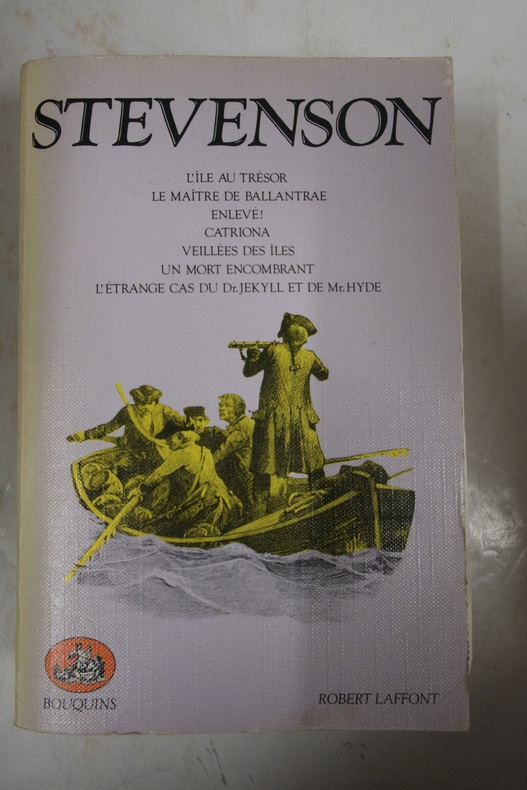 STEVENSON
L'ÎLE AU TRÉSOR
LE MAÎTRE DE BALLANTRAE
ENLEVÉ!
CATRIONA
VEILLÉES DES ÎLES
UN MORT ENCOMBRANT
L'ÉTRANGE CAS DU Dr. JEKYLL ET DE Mr. HYDE
BOUQUINS
ROBERT LAFFONT